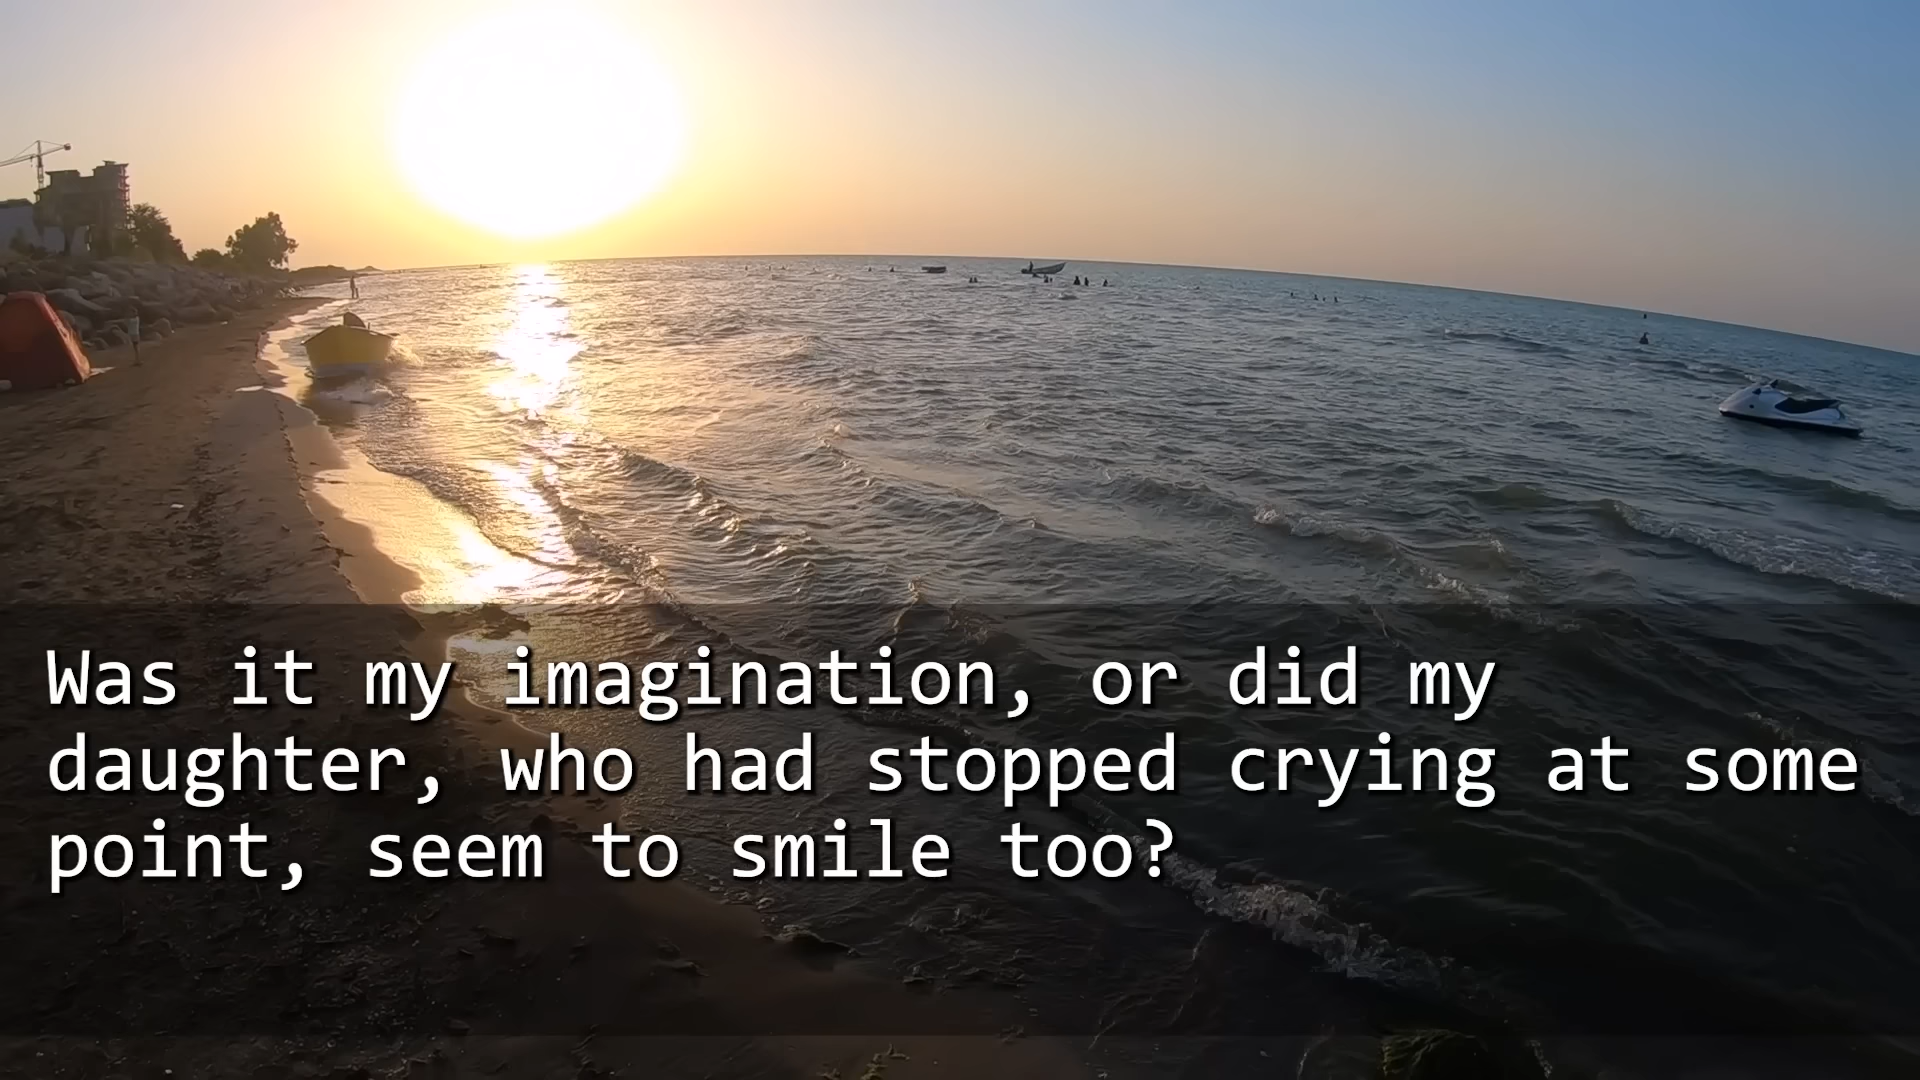 Was it my imagination, or did my
daughter, who had stopped crying at some
point, seem to smile too?